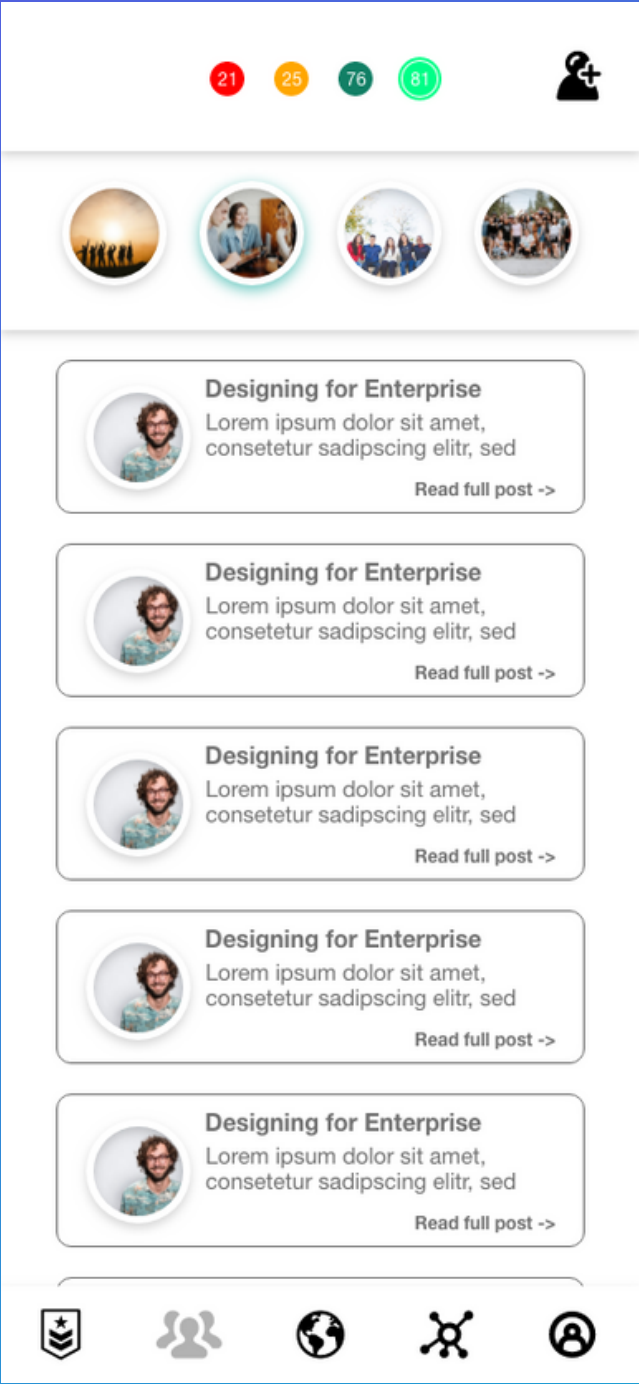 21 25 76 81
Designing for Enterprise
Lorem ipsum dolor sit amet,
consetetur sadipscing elitr, sed
Read full post ->
Designing for Enterprise
Lorem ipsum dolor sit amet,
consetetur sadipscing elitr, sed
Read full post ->
Designing for Enterprise
Lorem ipsum dolor sit amet,
consetetur sadipscing elitr, sed
Read full post ->
Designing for Enterprise
Lorem ipsum dolor sit amet,
consetetur sadipscing elitr, sed
Read full post ->
Designing for Enterprise
Lorem ipsum dolor sit amet,
consetetur sadipscing elitr, sed
Read full post ->